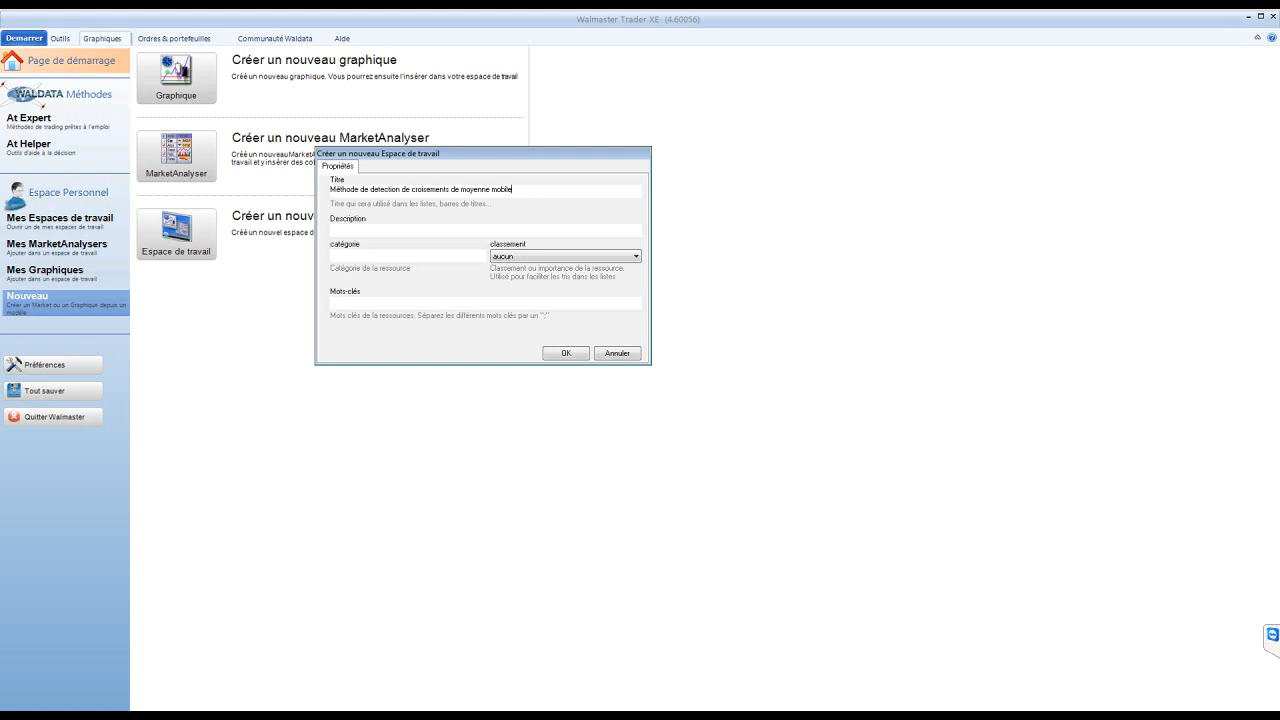 Walmaster Trader XE (4.60056)
Demarrer Outils Graphiques Ordres & portefeuilles Communauté Waldata Aide
Page de démarrage
WALDATA Méthodes
At Expert
Méthodes de trading prêtes à l'emploi
At Helper
Outils d'aide à la décision
Espace Personnel
Mes Espaces de travail
Ouvrir un de mes espaces de travail
Mes MarketAnalysers
Ajouter dans un espace de travail
Mes Graphiques
Ajouter dans un espace de travail
Nouveau
Créer un Market ou un Graphique depuis un
modèle
Préférences
Tout sauver
Quitter Walmaster
Graphique
Créer un nouveau graphique
Créé un nouveau graphique. Vous pourrez ensuite l'insérer dans votre espace de travail
MarketAnalyser
Créer un nouveau MarketAnalyser
Créé un nouveau Market
travail et y insérer des co
Espace de travail
Créer un nouv
Créé un nouvel espace d
Créer un nouveau Espace de travail
Propriétés
Titre
Méthode de detection de croisements de moyenne mobile
Titre qui sera utilisé dans les listes, barres de titres...
Description
catégorie
Catégorie de la ressource
classement
aucun
Classement ou importance de la ressource.
Utilisé pour faciliter les tris dans les listes
Mots-clés
Mots clés de la ressources. Séparez les différents mots clés par un ";"
OK Annuler